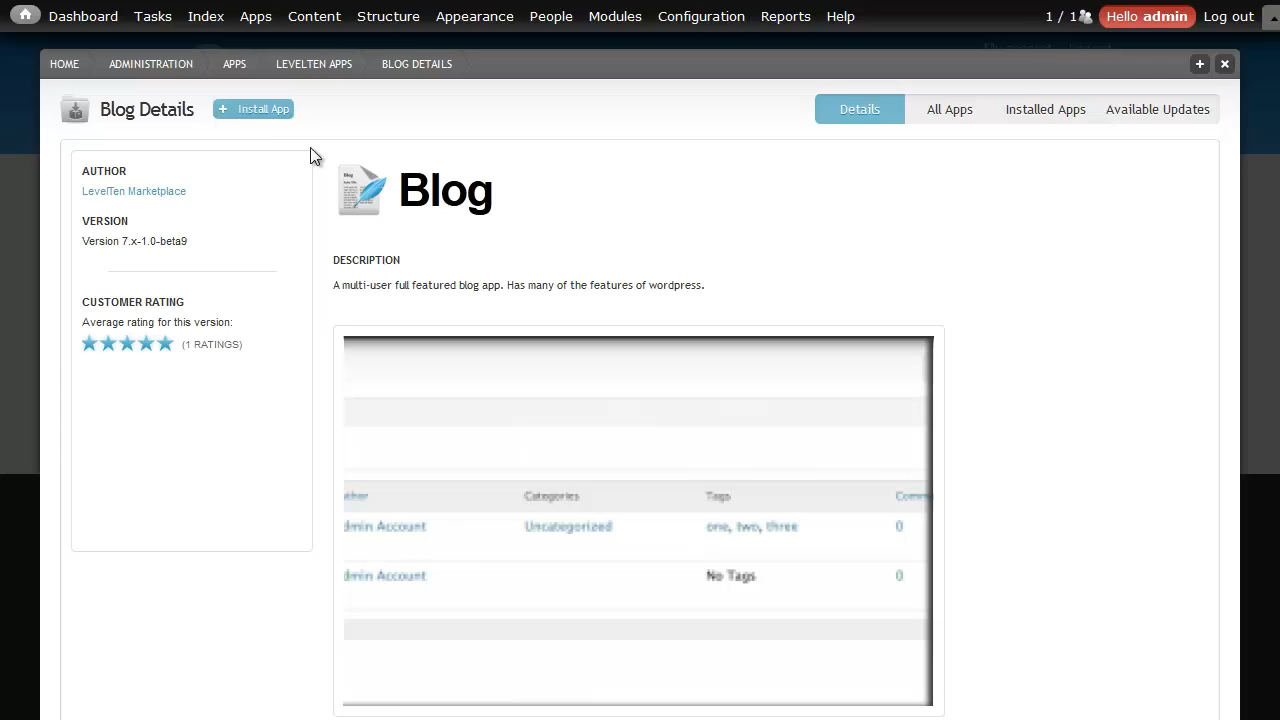 Dashboard Tasks Index Apps Content Structure Appearance People Modules Configuration Reports Help 1 / 1 Hello admin Log out
HOME ADMINISTRATION APPS LEVELTEN APPS BLOG DETAILS
Blog Details + Install App Details All Apps Installed Apps Available Updates
AUTHOR
LevelTen Marketplace
VERSION
Version 7.x-1.0-beta9
CUSTOMER RATING
Average rating for this version:
(1 RATINGS)
Blog
DESCRIPTION
A multi-user full featured blog app. Has many of the features of wordpress.
Categories Tags
dmin Account Uncategorized one, two, three 0
dmin Account No Tags 0